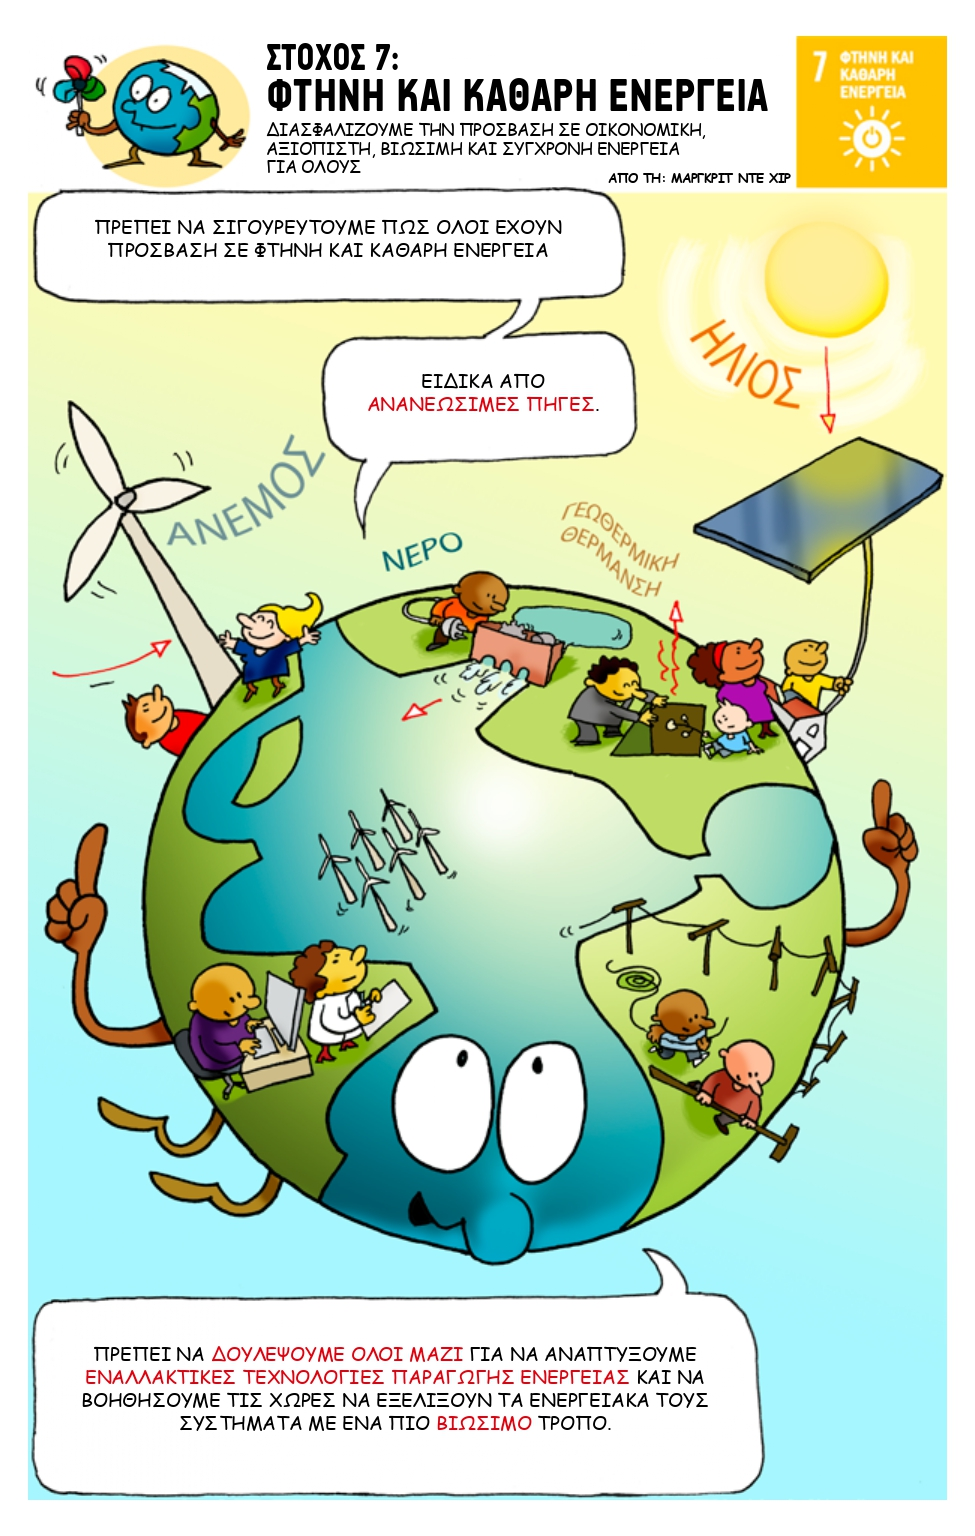 ΣΤΟΧΟΣ 7:
ΦΤΗΝΗ ΚΑΙ ΚΑΘΑΡΗ ΕΝΕΡΓΕΙΑ
ΔΙΑΣΦΑΛΙΖΟΥΜΕ ΤΗΝ ΠΡΟΣΒΑΣΗ ΣΕ ΟΙΚΟΝΟΜΙΚΗ,
ΑΞΙΟΠΙΣΤΗ, ΒΙΩΣΙΜΗ ΚΑΙ ΣΥΓΧΡΟΝΗ ΕΝΕΡΓΕΙΑ
ΓΙΑ ΟΛΟΥΣ
ΑΠΟ ΤΗ: ΜΑΡΓΚΡΙΤ ΝΤΕ ΧΙΡ
7 ΦΤΗΝΗ ΚΑΙ
ΚΑΘΑΡΗ
ΕΝΕΡΓΕΙΑ
ΠΡΕΠΕΙ ΝΑ ΣΙΓΟΥΡΕΥΤΟΥΜΕ ΠΩΣ ΟΛΟΙ ΕΧΟΥΝ
ΠΡΟΣΒΑΣΗ ΣΕ ΦΤΗΝΗ ΚΑΙ ΚΑΘΑΡΗ ΕΝΕΡΓΕΙΑ
ΕΙΔΙΚΑ ΑΠΟ
ΑΝΑΝΕΩΣΙΜΕΣ ΠΗΓΕΣ.
ΗΛΙΟΣ
ΑΝΕΜΟΣ
ΝΕΡΟ
ΓΕΩΘΕΡΜΙΚΗ
ΘΕΡΜΑΝΣΗ
ΠΡΕΠΕΙ ΝΑ ΔΟΥΛΕΨΟΥΜΕ ΟΛΟΙ ΜΑΖΙ ΓΙΑ ΝΑ ΑΝΑΠΤΥΞΟΥΜΕ
ΕΝΑΛΛΑΚΤΙΚΕΣ ΤΕΧΝΟΛΟΓΙΕΣ ΠΑΡΑΓΩΓΗΣ ΕΝΕΡΓΕΙΑΣ ΚΑΙ ΝΑ
ΒΟΗΘΗΣΟΥΜΕ ΤΙΣ ΧΩΡΕΣ ΝΑ ΕΞΕΛΙΞΟΥΝ ΤΑ ΕΝΕΡΓΕΙΑΚΑ ΤΟΥΣ
ΣΥΣΤΗΜΑΤΑ ΜΕ ΕΝΑ ΠΙΟ ΒΙΩΣΙΜΟ ΤΡΟΠΟ.